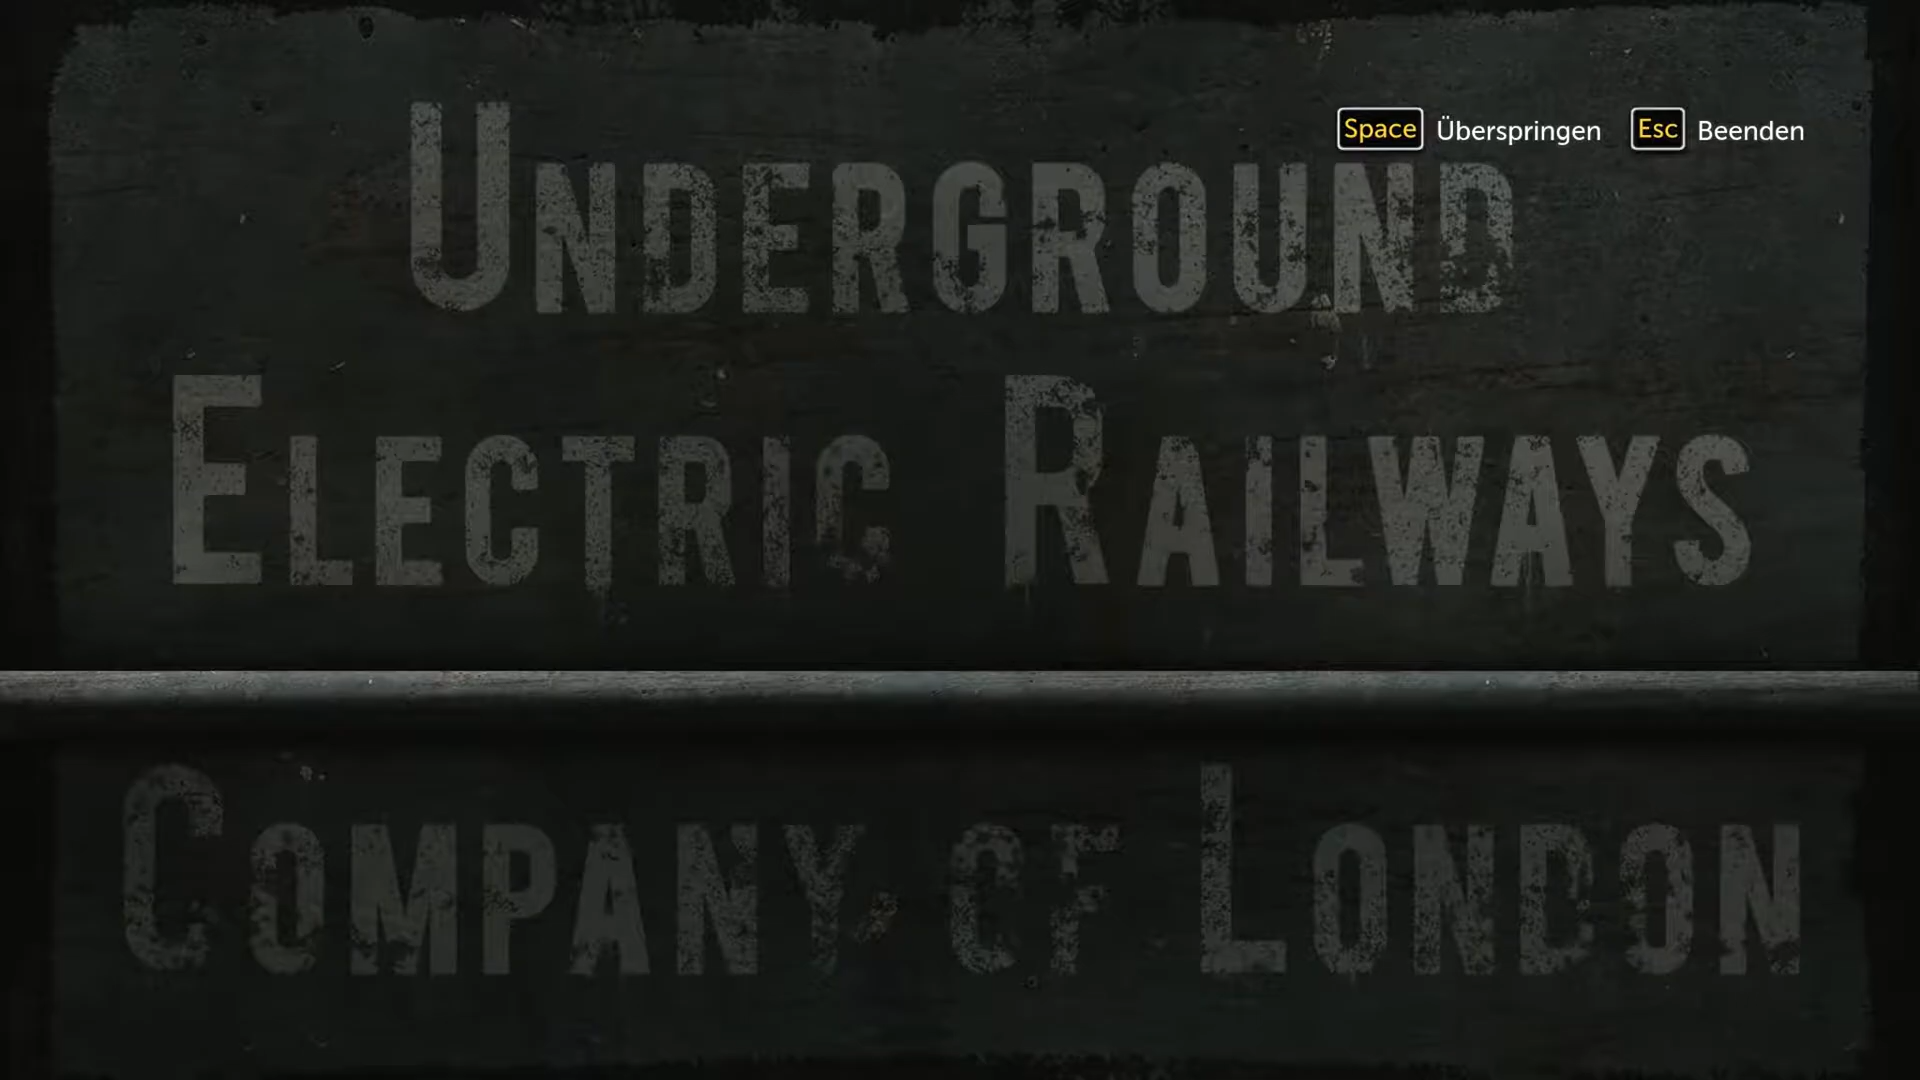 Space Überspringen Esc Beenden
UNDERGROUND
ELECTRIC RAILWAYS
COMPANY OF LONDON